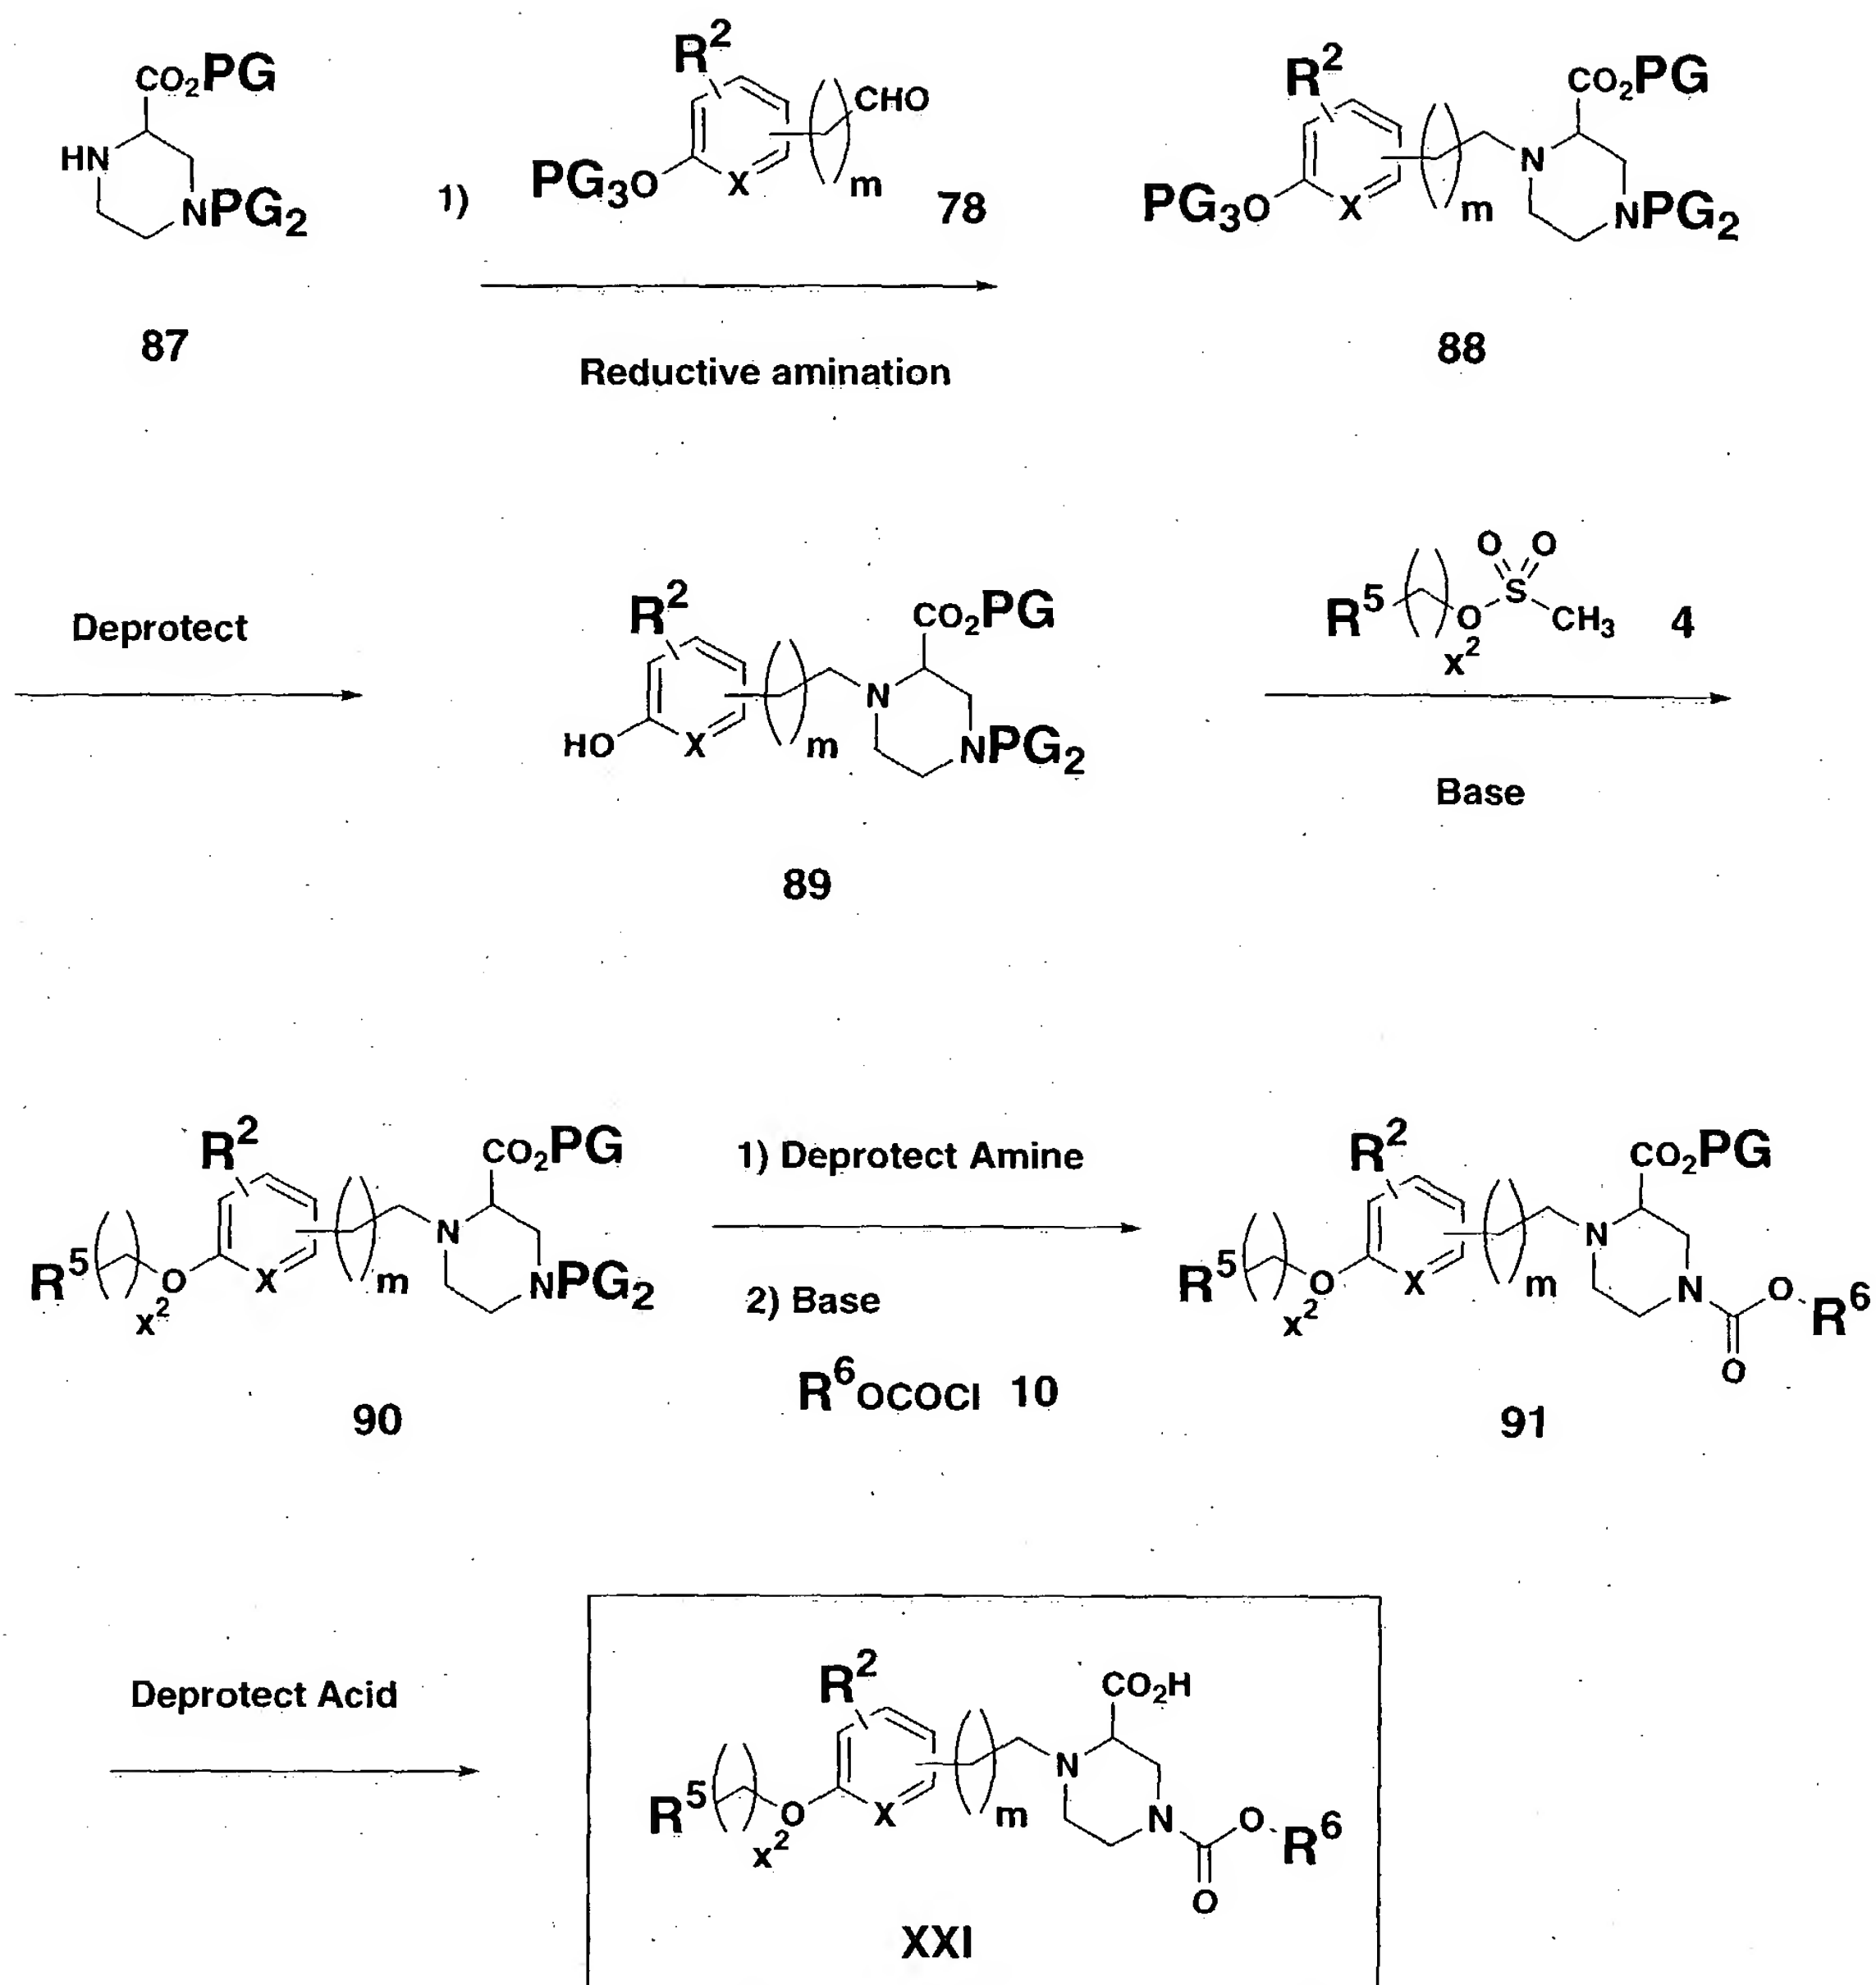 CO₂PG
HN
NPG₂
87
1)
R²
CHO
PG₃O
X
m
78
Reductive amination
R²
CO₂PG
PG₃O
X
m
N
NPG₂
88
Deprotect
R²
CO₂PG
HO
X
m
N
NPG₂
89
O O
R⁵
O
S
CH₃
x²
4
Base
R²
CO₂PG
R⁵
x²
O
X
m
N
NPG₂
90
1) Deprotect Amine
2) Base
R⁶OCOCl 10
R²
CO₂PG
R⁵
x²
O
X
m
N
N
O
R⁶
O
91
Deprotect Acid
R²
CO₂H
R⁵
x²
O
X
m
N
N
O
R⁶
O
XXI